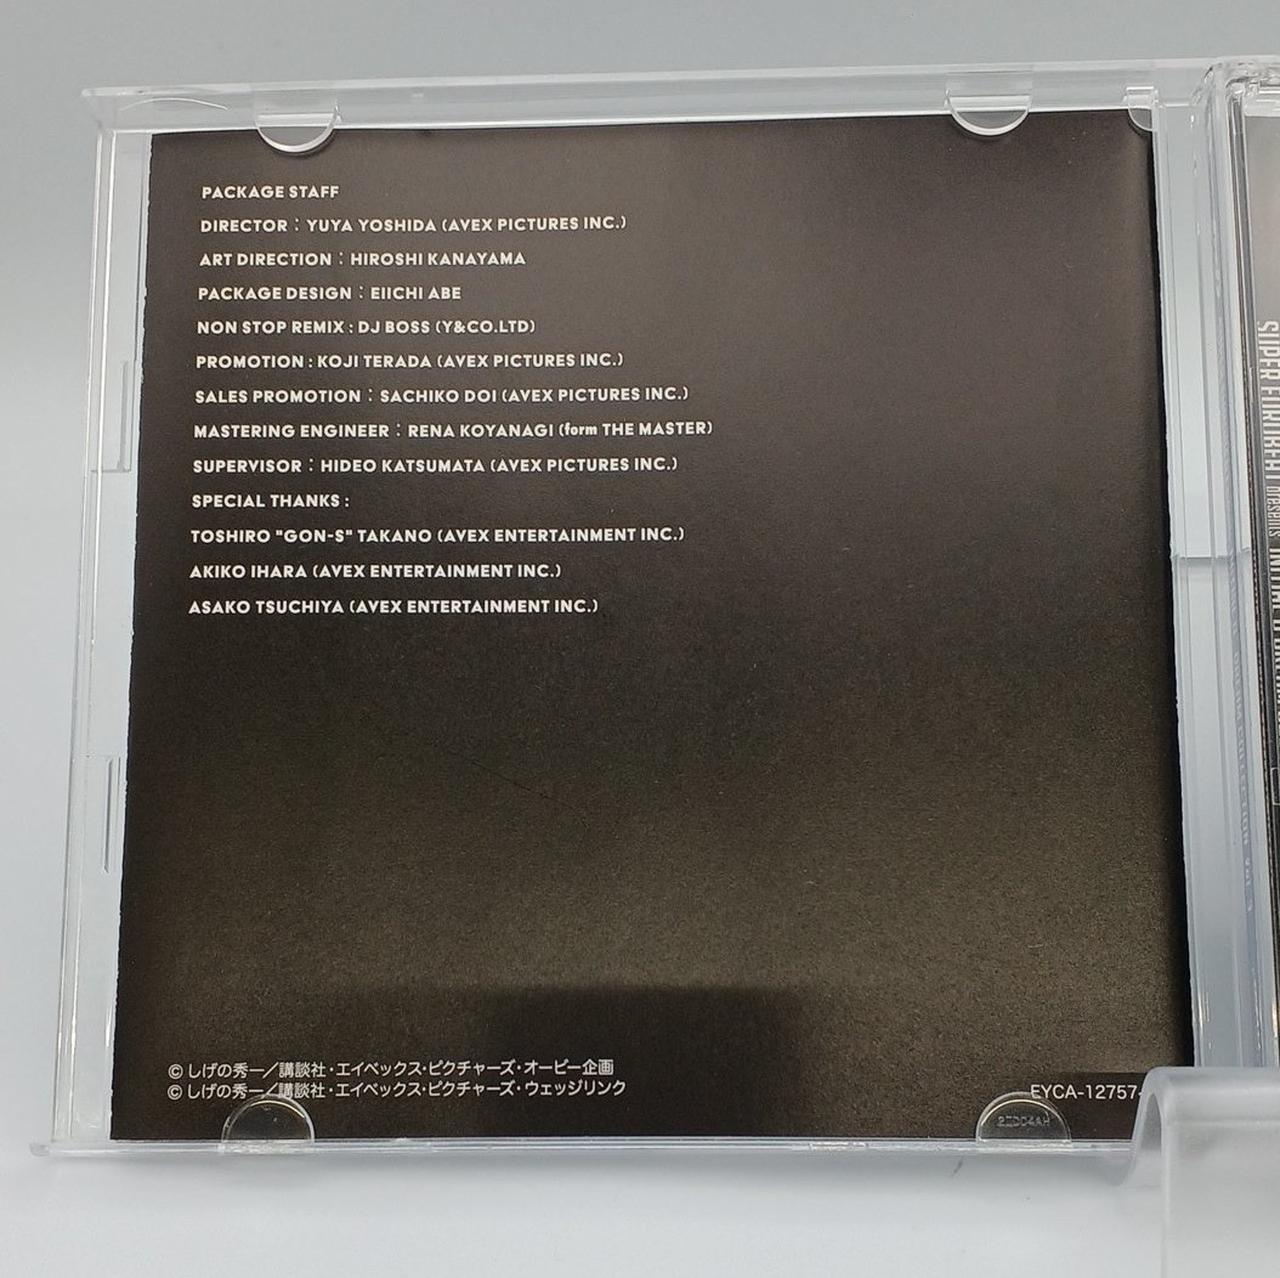 PACKAGE STAFF
DIRECTOR : YUYA YOSHIDA (AVEX PICTURES INC.)
ART DIRECTION : HIROSHI KANAYAMA
PACKAGE DESIGN : EIICHI ABE
NON STOP REMIX : DJ BOSS (Y&CO.LTD)
PROMOTION : KOJI TERADA (AVEX PICTURES INC.)
SALES PROMOTION : SACHIKO DOI (AVEX PICTURES INC.)
MASTERING ENGINEER : RENA KOYANAGI (form THE MASTER)
SUPERVISOR : HIDEO KATSUMATA (AVEX PICTURES INC.)
SPECIAL THANKS :
TOSHIRO "GON-S" TAKANO (AVEX ENTERTAINMENT INC.)
AKIKO IHARA (AVEX ENTERTAINMENT INC.)
ASAKO TSUCHIYA (AVEX ENTERTAINMENT INC.)
© しげの秀一／講談社・エイベックス・ピクチャーズ・オービー企画
© しげの秀一／講談社・エイベックス・ピクチャーズ・ウェッジリンク
EYCA-12757-
SUPER EUROBEAT presents INITIAL D